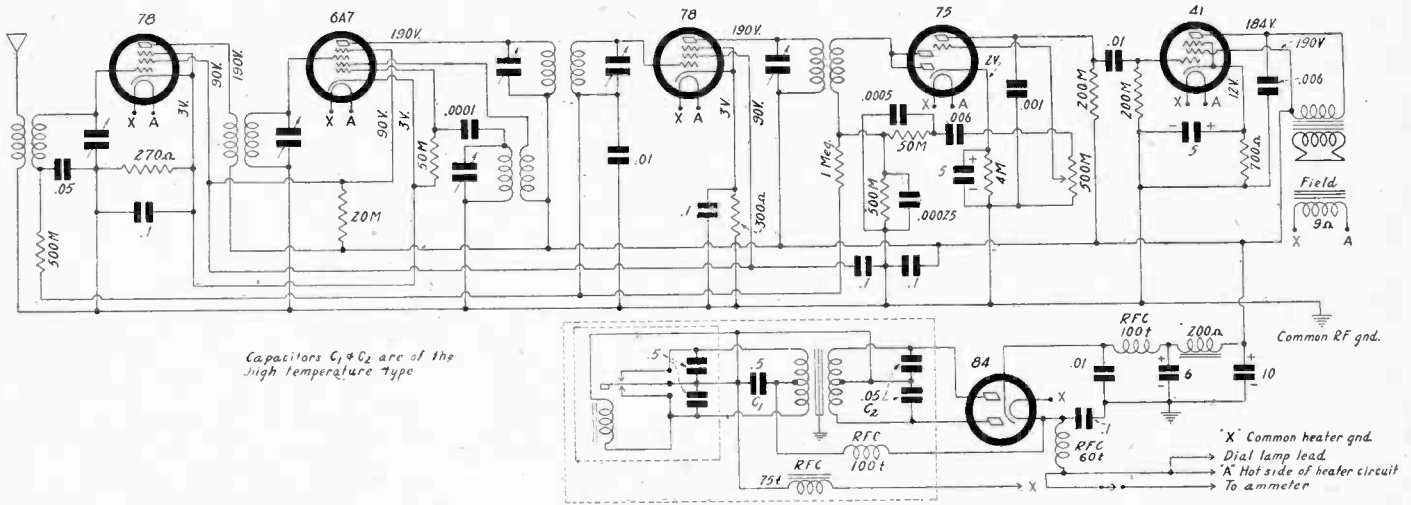 78
6A7
78
75
41
190V.
190V.
2V.
184V.
190V
90V.
190V.
3V.
X A
X A
90V.
3V.
X A
3V.
90V.
X A
X A
12V.
.0001
50M
.01
.0005
50M
.006
.001
200M
.01
200M
.006
.05
270Ω
.1
20M
500M
.1
300Ω
1 Meg.
500M
.00025
5
+
-
4M
500M
- +
5
700Ω
Field
9Ω
X A
.1 .1
Common RF gnd.
Capacitors C1 & C2 are of the
high temperature type
.5
.5
C1
.05
C2
84
X
.01
RFC
100t
200Ω
+
6
-
+
10
-
.1
RFC
60t
RFC
100t
75t
RFC
X
"X" Common heater gnd.
Dial lamp lead
"A" Hot side of heater circuit
To ammeter